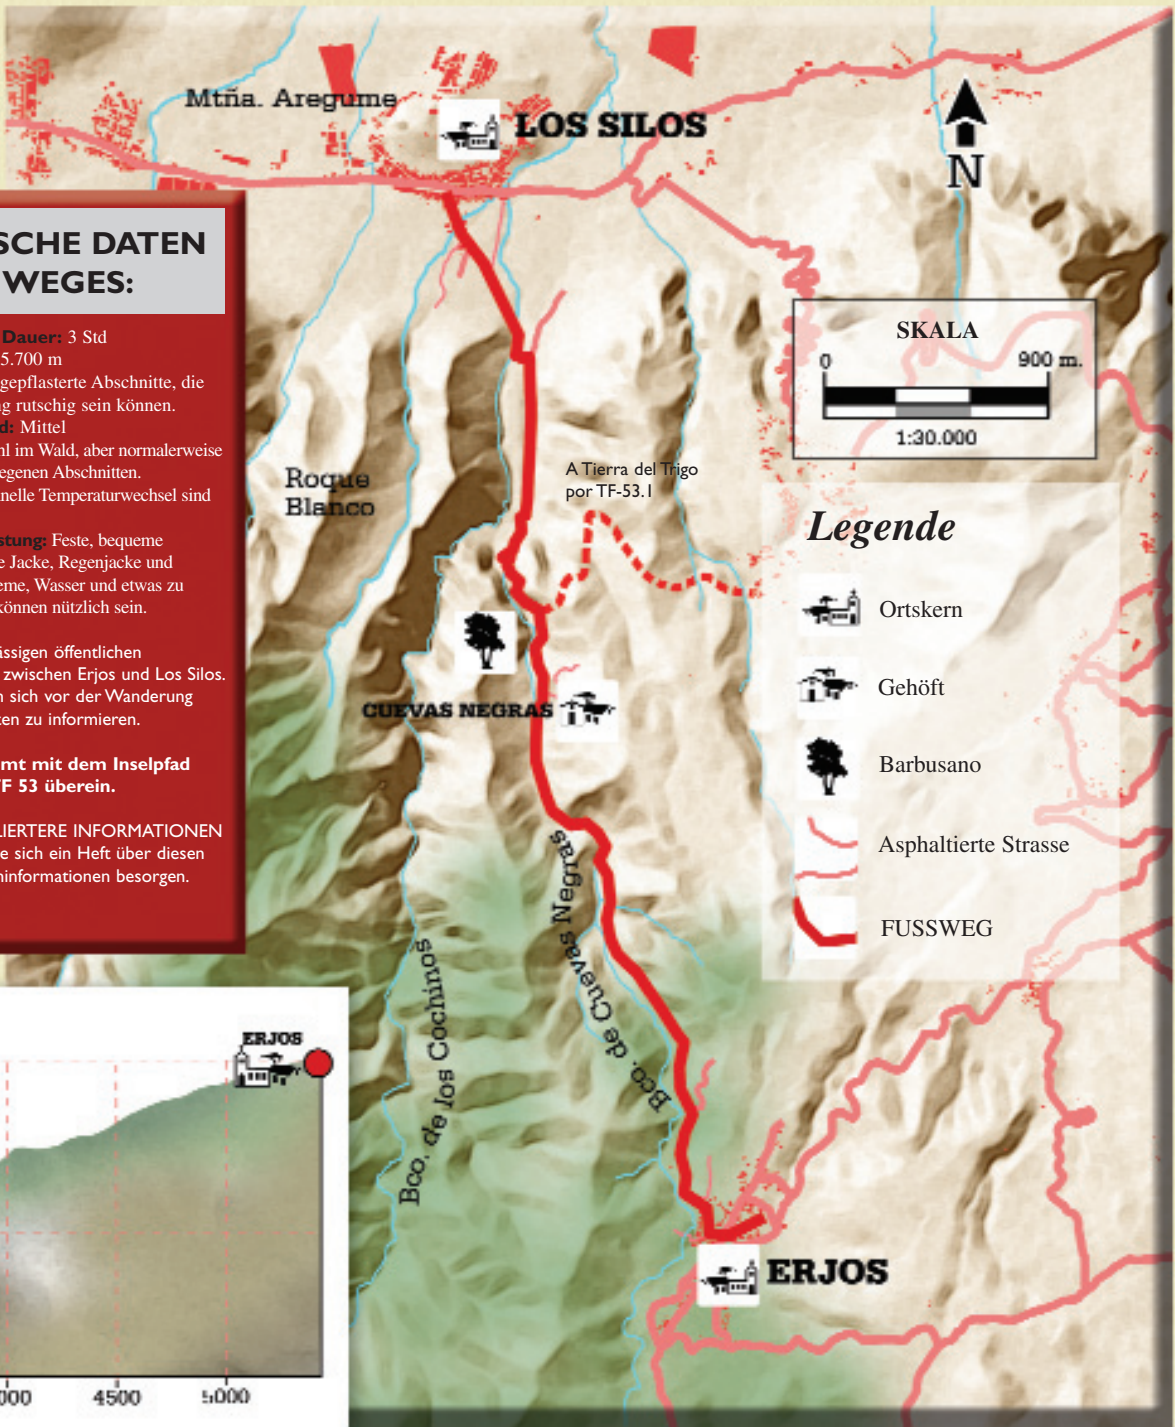 Mtña. Aregume
LOS SILOS
N
SCHE DATEN
WEGES:
Dauer: 3 Std
5.700 m
gepflasterte Abschnitte, die
g rutschig sein können.
d: Mittel
hl im Wald, aber normalerweise
egenen Abschnitten.
nelle Temperaturwechsel sind
stung: Feste, bequeme
e Jacke, Regenjacke und
eme, Wasser und etwas zu
können nützlich sein.
ässigen öffentlichen
zwischen Erjos und Los Silos.
n sich vor der Wanderung
ten zu informieren.
mt mit dem Inselpfad
TF 53 überein.
LIERTERE INFORMATIONEN
e sich ein Heft über diesen
ninformationen besorgen.
SKALA
0 900 m.
1:30.000
Roque
Blanco
A Tierra del Trigo
por TF-53.1
Legende
Ortskern
Gehöft
Barbusano
Asphaltierte Strasse
FUSSWEG
CUEVAS NEGRAS
Bco. de Cuevas Negras
Bco. de los Cochinos
ERJOS
ERJOS
000 4500 5000